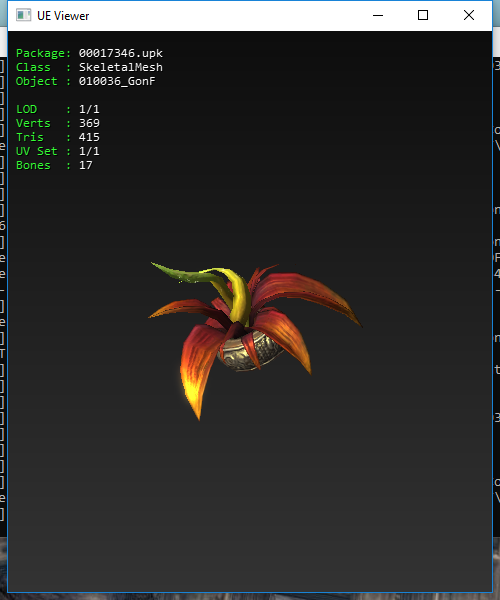 UE Viewer
Package: 00017346.upk
Class : SkeletalMesh
Object : 010036_GonF
LOD : 1/1
Verts : 369
Tris : 415
UV Set : 1/1
Bones : 17